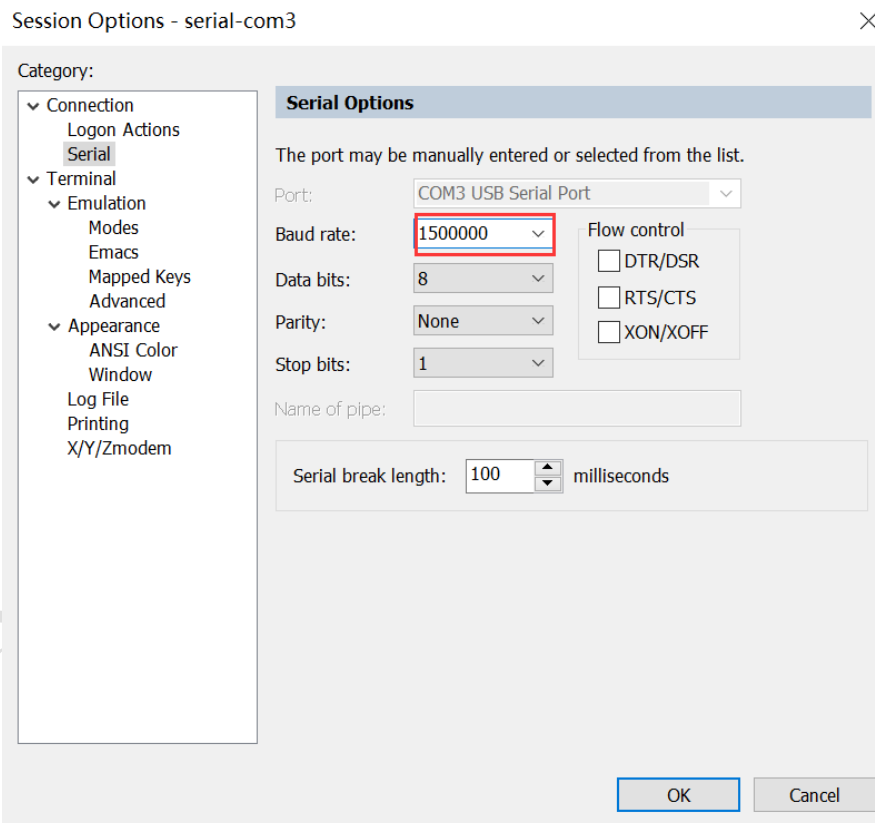 Session Options - serial-com3
Category:
Connection
Logon Actions
Serial
Terminal
Emulation
Modes
Emacs
Mapped Keys
Advanced
Appearance
ANSI Color
Window
Log File
Printing
X/Y/Zmodem
Serial Options
The port may be manually entered or selected from the list.
Port: COM3 USB Serial Port
Baud rate: 1500000
Data bits: 8
Parity: None
Stop bits: 1
Name of pipe:
Flow control
DTR/DSR
RTS/CTS
XON/XOFF
Serial break length: 100 milliseconds
OK Cancel